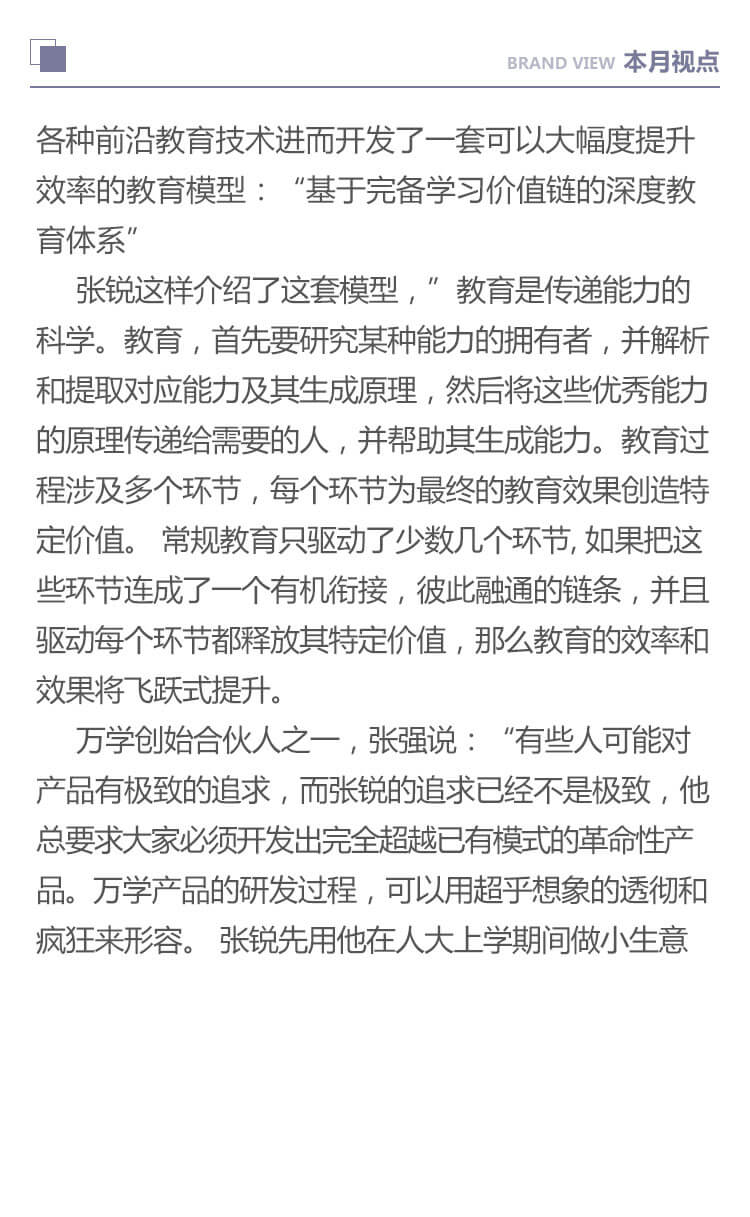 BRAND VIEW 本月视点
各种前沿教育技术进而开发了一套可以大幅度提升
效率的教育模型：“基于完备学习价值链的深度教
育体系”
张锐这样介绍了这套模型，”教育是传递能力的
科学。教育，首先要研究某种能力的拥有者，并解析
和提取对应能力及其生成原理，然后将这些优秀能力
的原理传递给需要的人，并帮助其生成能力。教育过
程涉及多个环节，每个环节为最终的教育效果创造特
定价值。 常规教育只驱动了少数几个环节, 如果把这
些环节连成了一个有机衔接，彼此融通的链条，并且
驱动每个环节都释放其特定价值，那么教育的效率和
效果将飞跃式提升。
万学创始合伙人之一，张强说：“有些人可能对
产品有极致的追求，而张锐的追求已经不是极致，他
总要求大家必须开发出完全超越已有模式的革命性产
品。万学产品的研发过程，可以用超乎想象的透彻和
疯狂来形容。 张锐先用他在人大上学期间做小生意